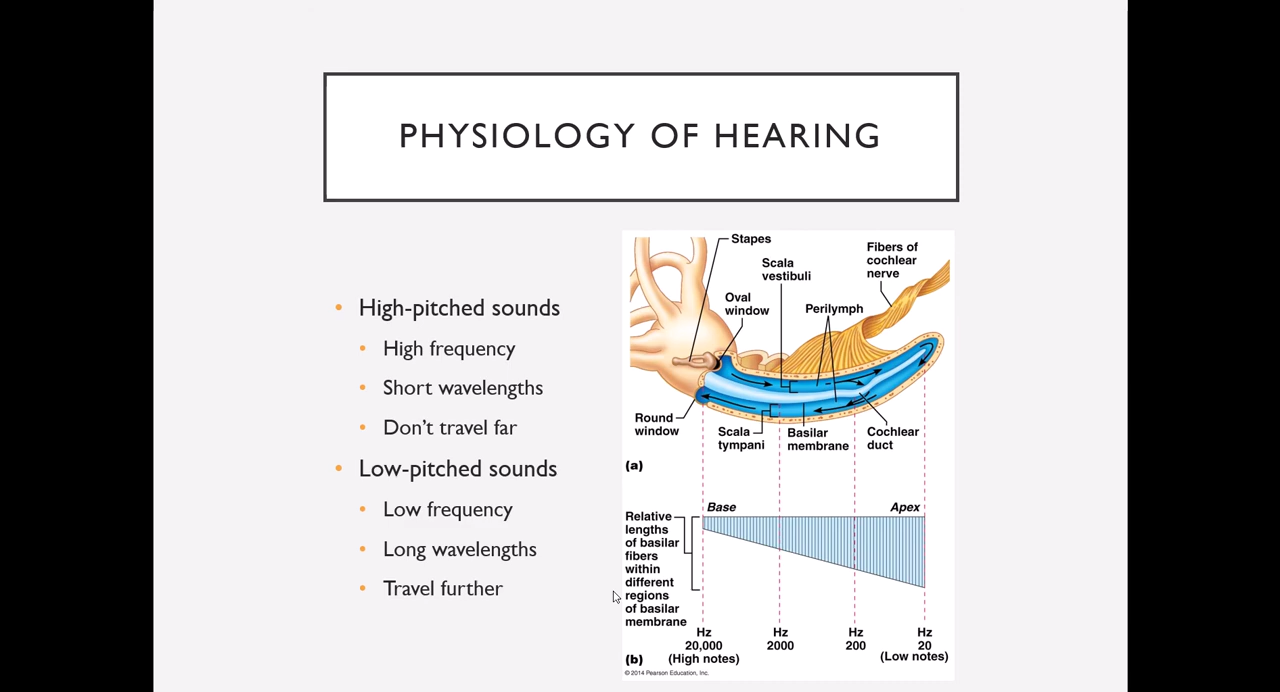 PHYSIOLOGY OF HEARING
• High-pitched sounds
• High frequency
• Short wavelengths
• Don't travel far
• Low-pitched sounds
• Low frequency
• Long wavelengths
• Travel further
Stapes
Scala
vestibuli
Fibers of
cochlear
nerve
Oval
window
Perilymph
Round
window
Scala
tympani
Basilar
membrane
Cochlear
duct
(a)
Base
Apex
Relative
lengths
of basilar
fibers
within
different
regions
of basilar
membrane
Hz
20,000
(High notes)
Hz
2000
Hz
200
Hz
20
(Low notes)
(b)
© 2014 Pearson Education, Inc.